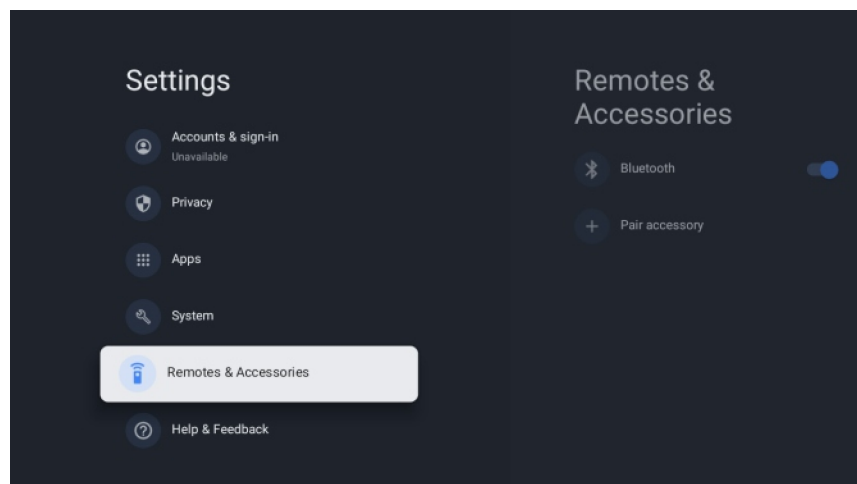 Settings
Accounts & sign-in
Unavailable
Privacy
Apps
System
Remotes & Accessories
Help & Feedback
Remotes &
Accessories
Bluetooth
Pair accessory